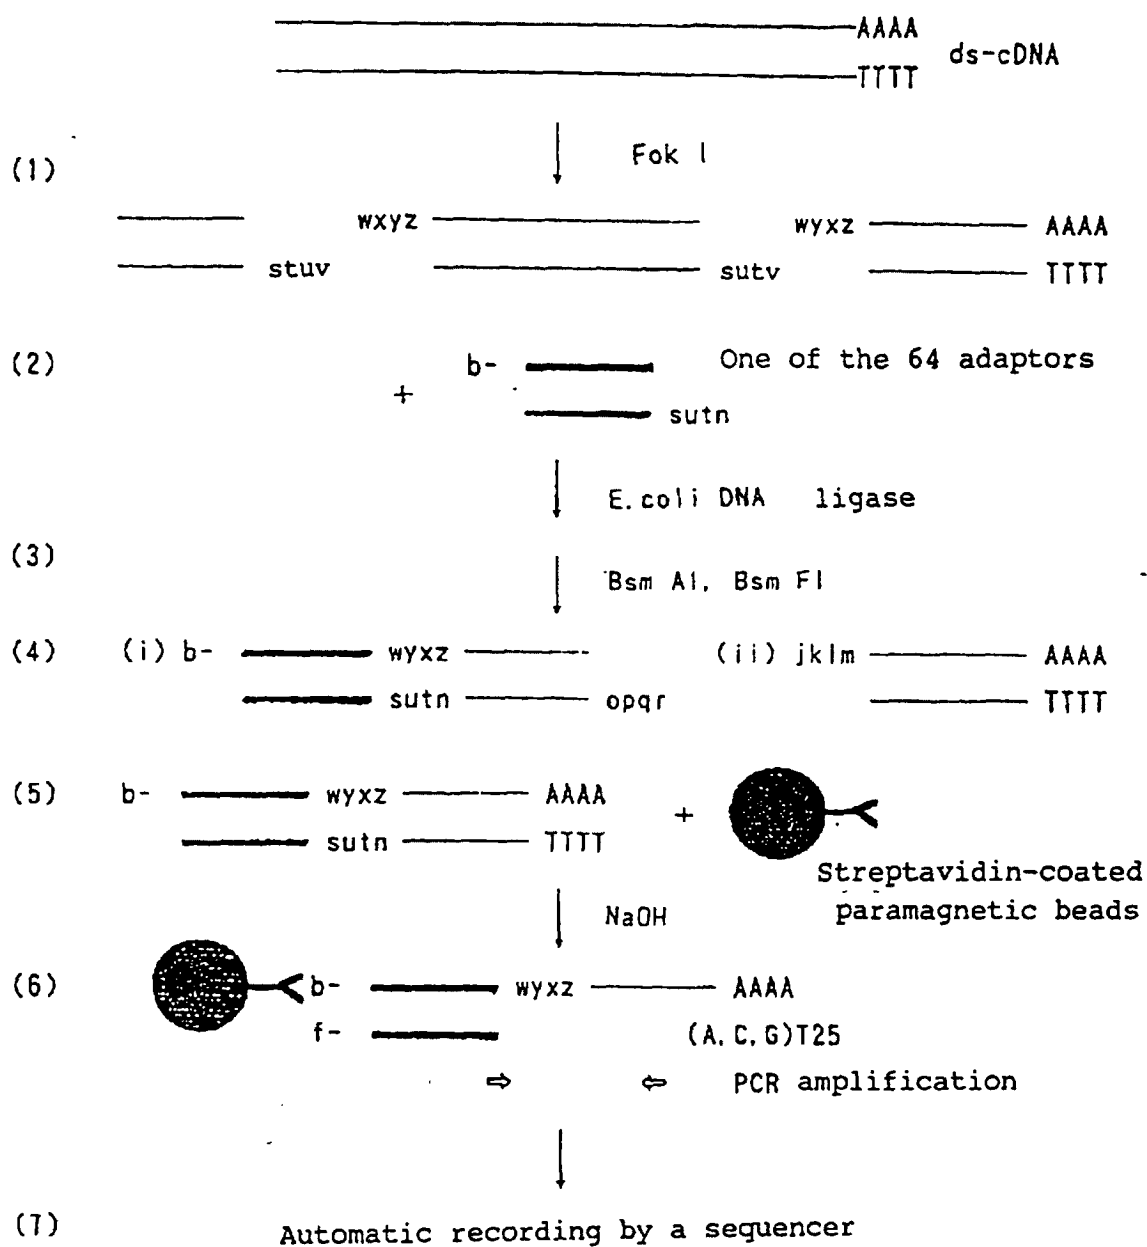 AAAA
ds-cDNA
TTTT
(1) Fok I
wxyz wyxz AAAA
stuv sutv TTTT
(2) b- One of the 64 adaptors
+
sutn
E.coli DNA ligase
(3) Bsm AI, Bsm FI
(4) (i) b- wyxz (ii) jklm AAAA
sutn opqr TTTT
(5) b- wyxz AAAA +
sutn TTTT
Streptavidin-coated
paramagnetic beads
NaOH
(6) b- wyxz AAAA
f- (A,C,G)T25
PCR amplification
(7) Automatic recording by a sequencer